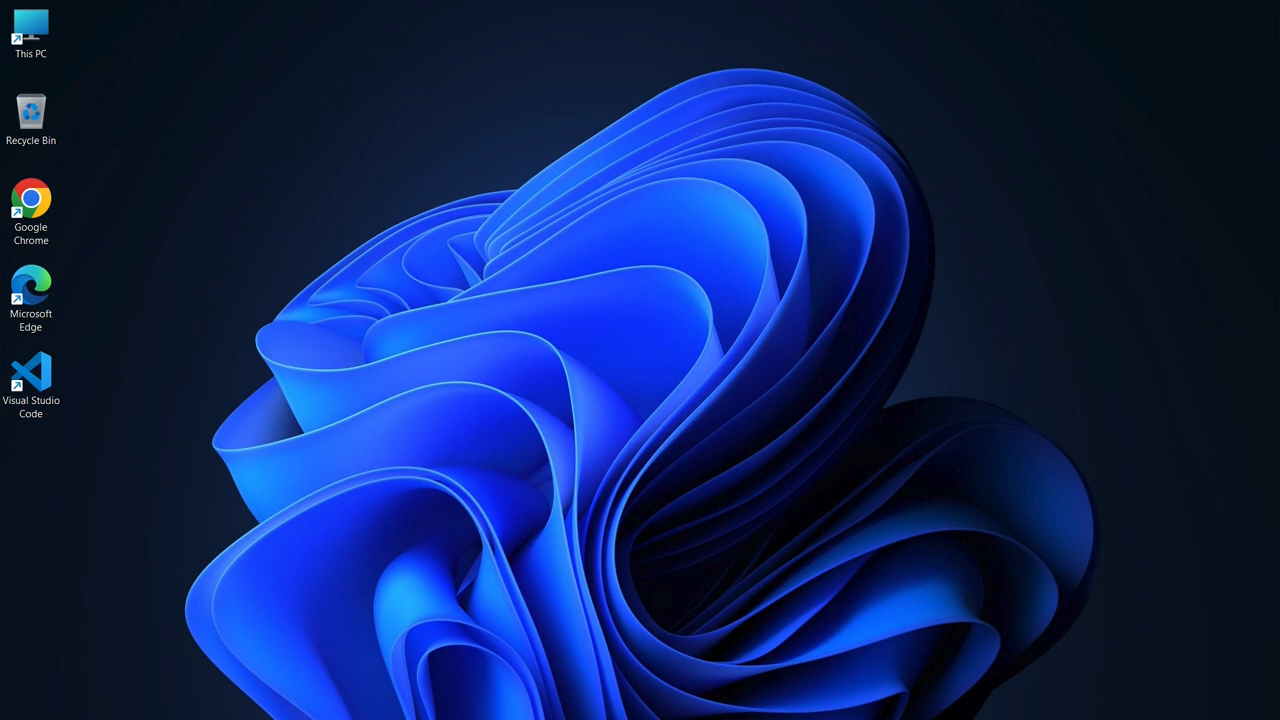 This PC
Recycle Bin
Google
Chrome
Microsoft
Edge
Visual Studio
Code